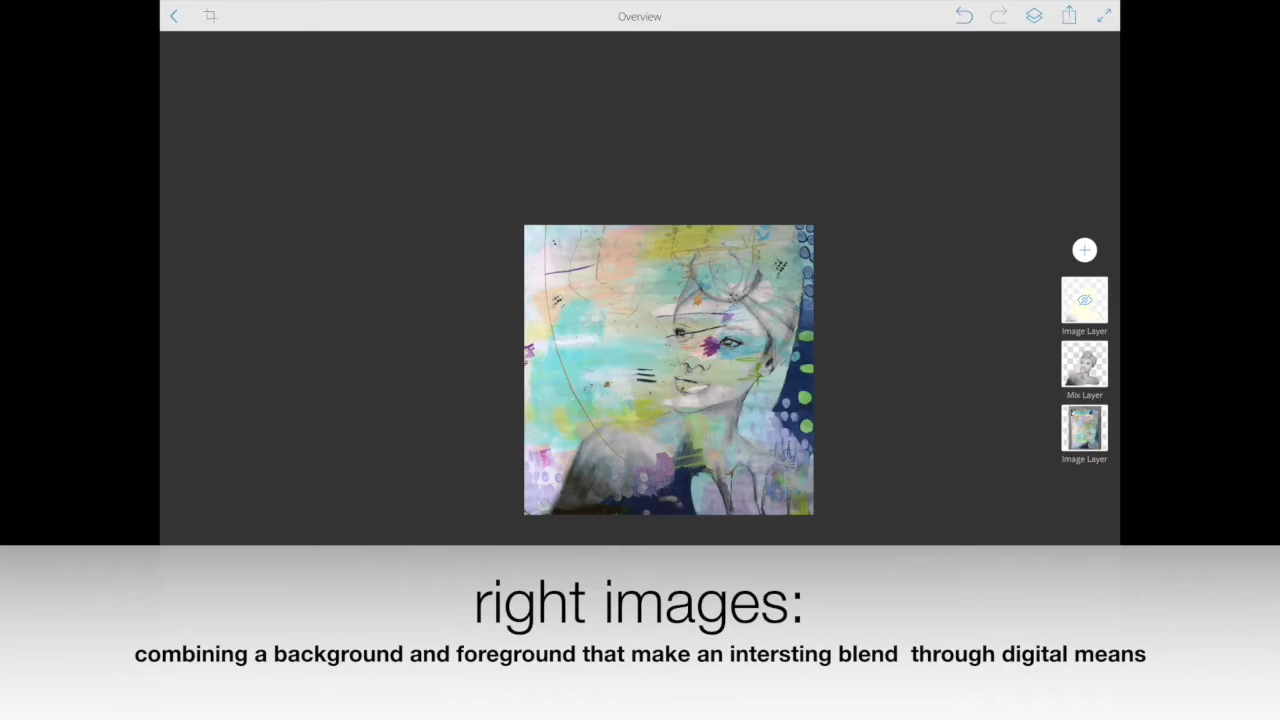 Overview
Image Layer
Mix Layer
Image Layer
right images:
combining a background and foreground that make an intersting blend  through digital means